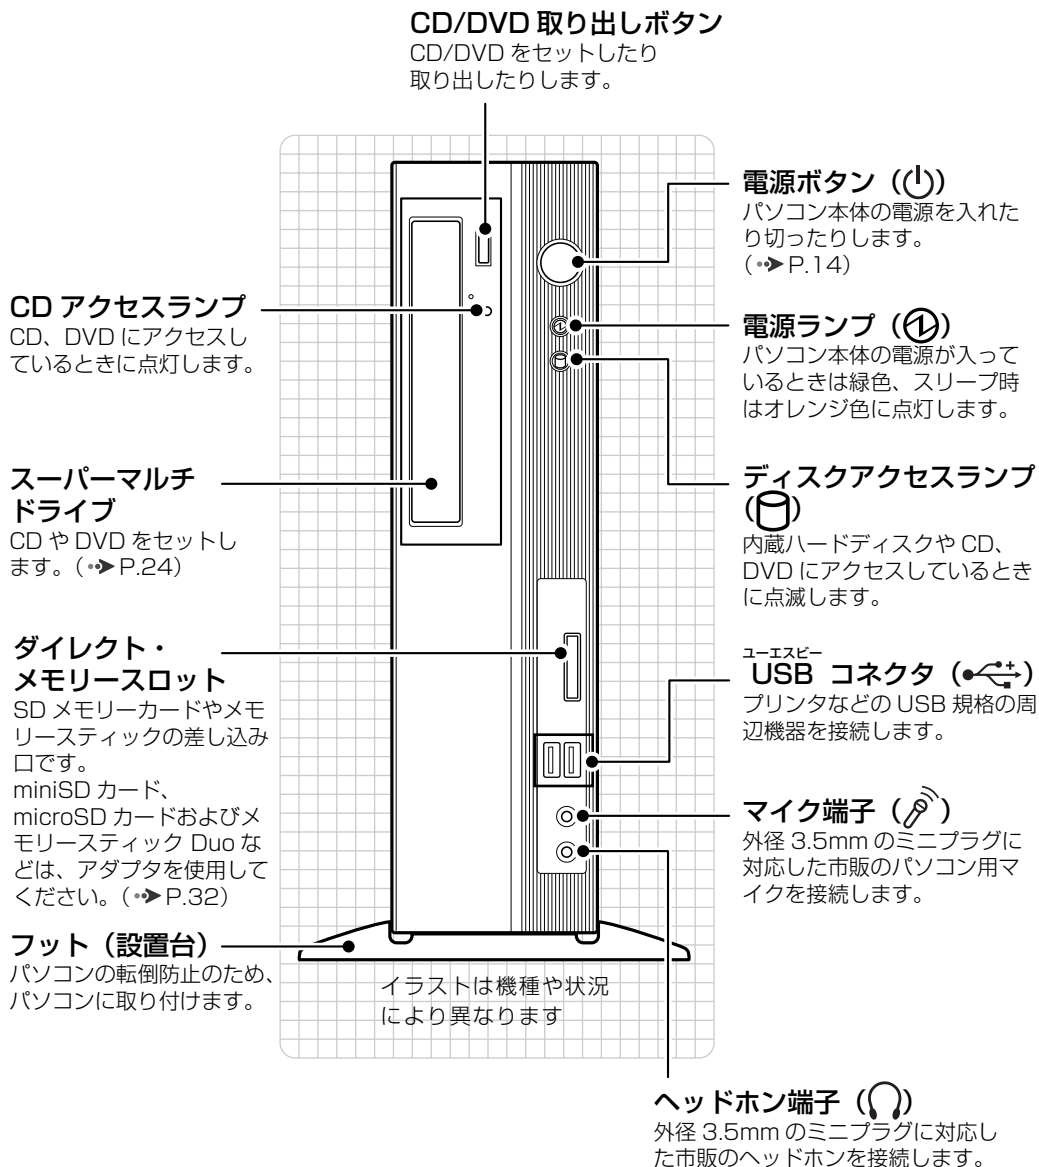 CD/DVD 取り出しボタン
CD/DVD をセットしたり
取り出したりします。
電源ボタン（）
パソコン本体の電源を入れた
り切ったりします。
（ P.14）
CD アクセスランプ
CD、DVD にアクセスし
ているときに点灯します。
電源ランプ（）
パソコン本体の電源が入って
いるときは緑色、スリープ時
はオレンジ色に点灯します。
スーパーマルチ
ドライブ
CD や DVD をセットし
ます。（ P.24）
ディスクアクセスランプ
（）
内蔵ハードディスクや CD、
DVD にアクセスしているとき
に点滅します。
ダイレクト・
メモリースロット
SD メモリーカードやメモ
リースティックの差し込み
口です。
miniSD カード、
microSD カードおよびメ
モリースティック Duo な
どは、アダプタを使用して
ください。（ P.32）
ユーエスビー
USB コネクタ（）
プリンタなどの USB 規格の周
辺機器を接続します。
マイク端子（）
外径 3.5mm のミニプラグに
対応した市販のパソコン用マ
イクを接続します。
フット（設置台）
パソコンの転倒防止のため、
パソコンに取り付けます。
イラストは機種や状況
により異なります
ヘッドホン端子（）
外径 3.5mm のミニプラグに対応し
た市販のヘッドホンを接続します。